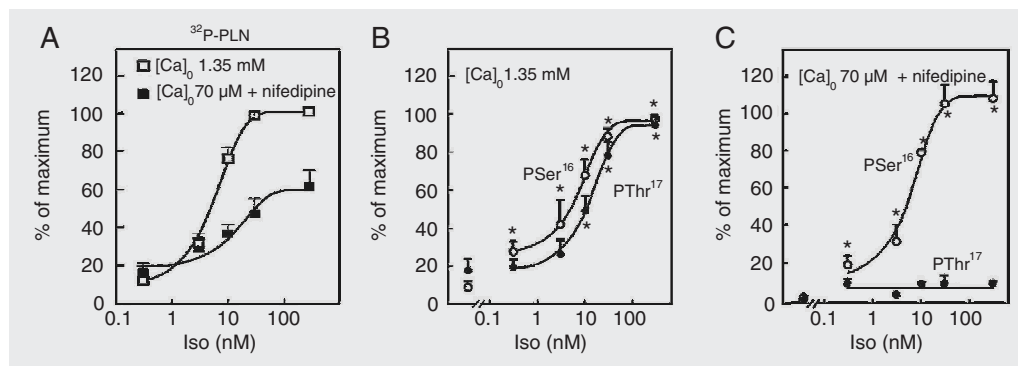 A
³²P-PLN
[Ca]₀ 1.35 mM
[Ca]₀ 70 μM + nifedipine
% of maximum
120
100
80
60
40
20
0
0.1 1 10 100
Iso (nM)
B
[Ca]₀ 1.35 mM
PSer¹⁶
PThr¹⁷
% of maximum
120
100
80
60
40
20
0
0.1 1 10 100
Iso (nM)
C
[Ca]₀ 70 μM + nifedipine
PSer¹⁶
PThr¹⁷
% of maximum
120
100
80
60
40
20
0
0.1 1 10 100
Iso (nM)